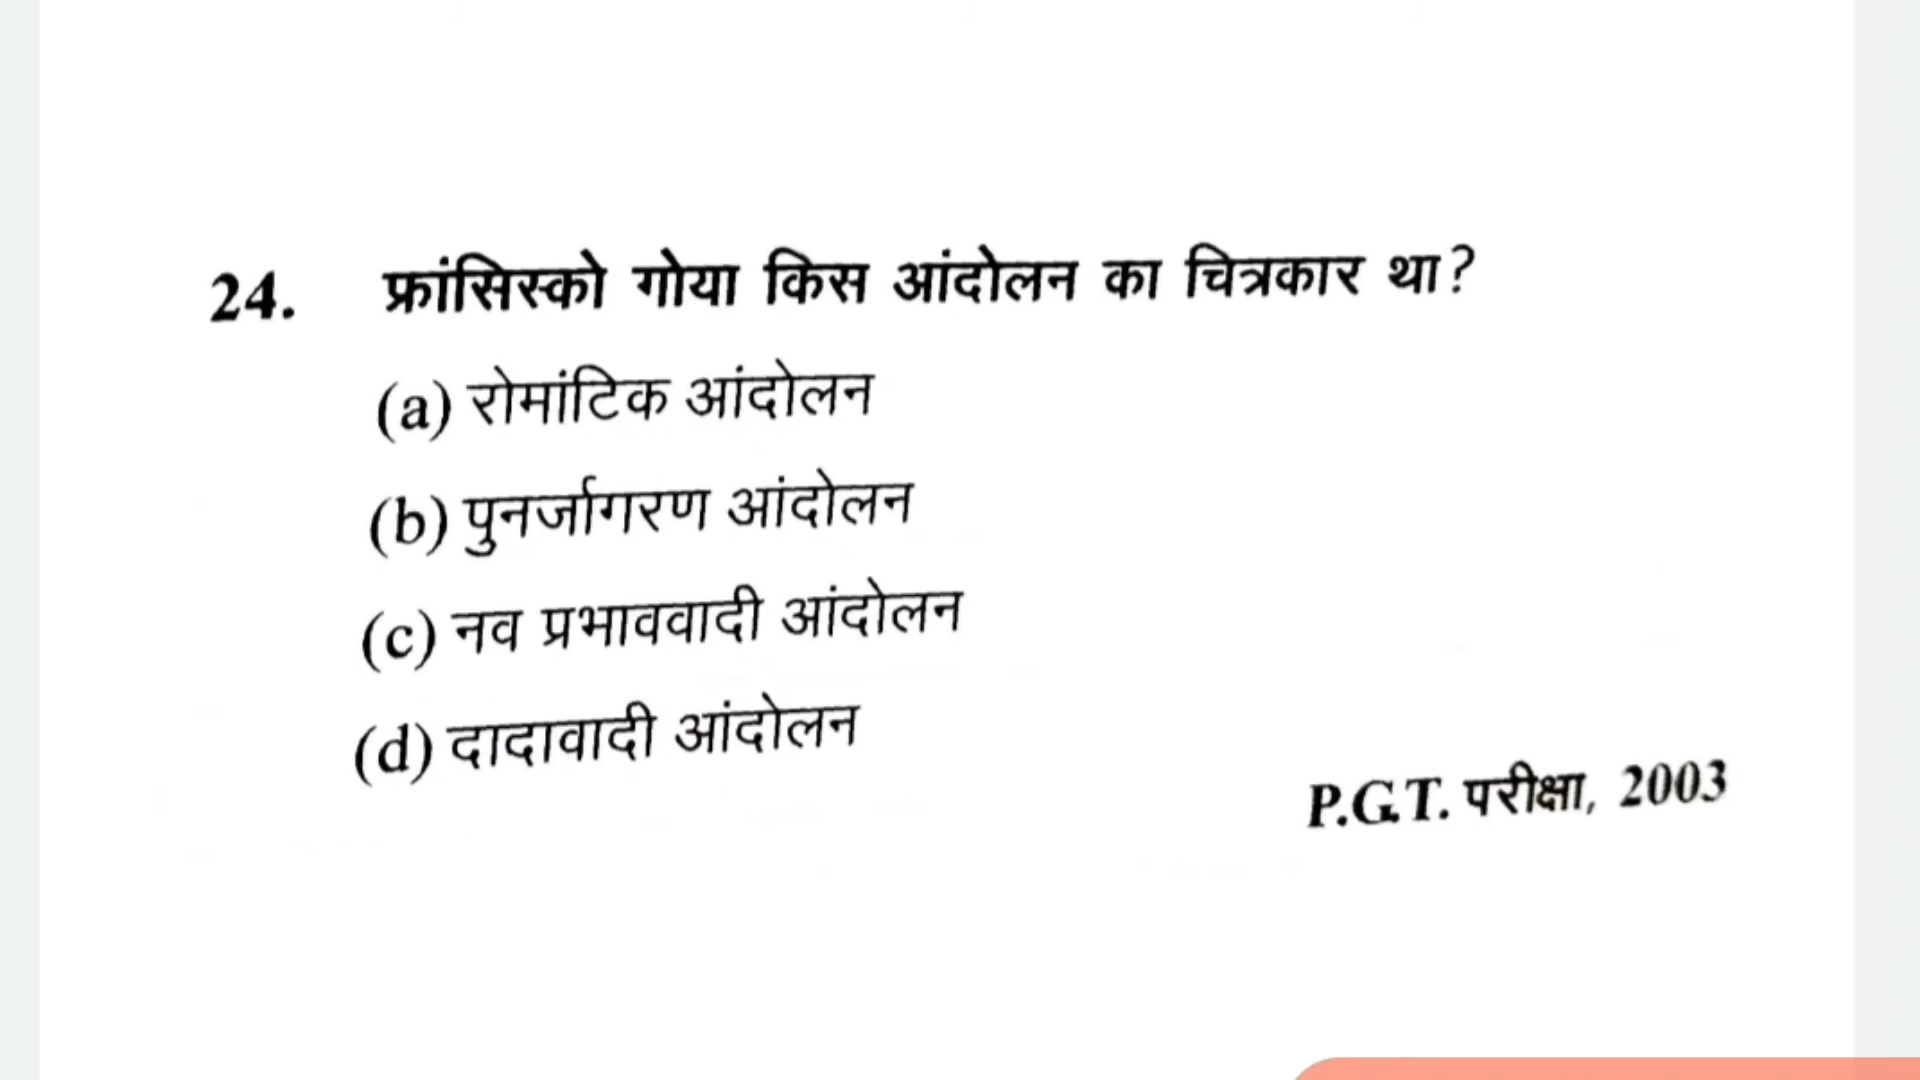 24. फ्रांसिस्को गोया किस आंदोलन का चित्रकार था?
(a) रोमांटिक आंदोलन
(b) पुनर्जागरण आंदोलन
(c) नव प्रभाववादी आंदोलन
(d) दादावादी आंदोलन
P.G.T. परीक्षा, 2003